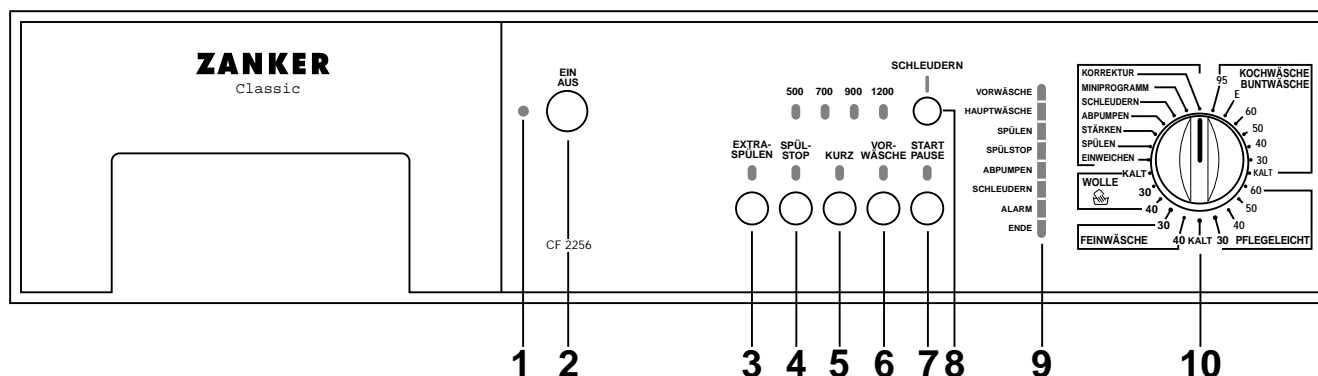 ZANKER
Classic
EIN
AUS
CF 2256
SCHLEUDERN
500 700 900 1200
EXTRA-
SPÜLEN
SPÜL-
STOP
KURZ
VOR-
WÄSCHE
START
PAUSE
VORWÄSCHE
HAUPTWÄSCHE
SPÜLEN
SPÜLSTOP
ABPUMPEN
SCHLEUDERN
ALARM
ENDE
KORREKTUR
MINIPROGRAMM
SCHLEUDERN
ABPUMPEN
STÄRKEN
SPÜLEN
EINWEICHEN
KOCHWÄSCHE
BUNTWÄSCHE
95
E
60
50
40
30
KALT
60
50
40
PFLEGELEICHT
30
KALT
40
FEINWÄSCHE
30
40
WOLLE
30
KALT
1 2 3 4 5 6 7 8 9 10